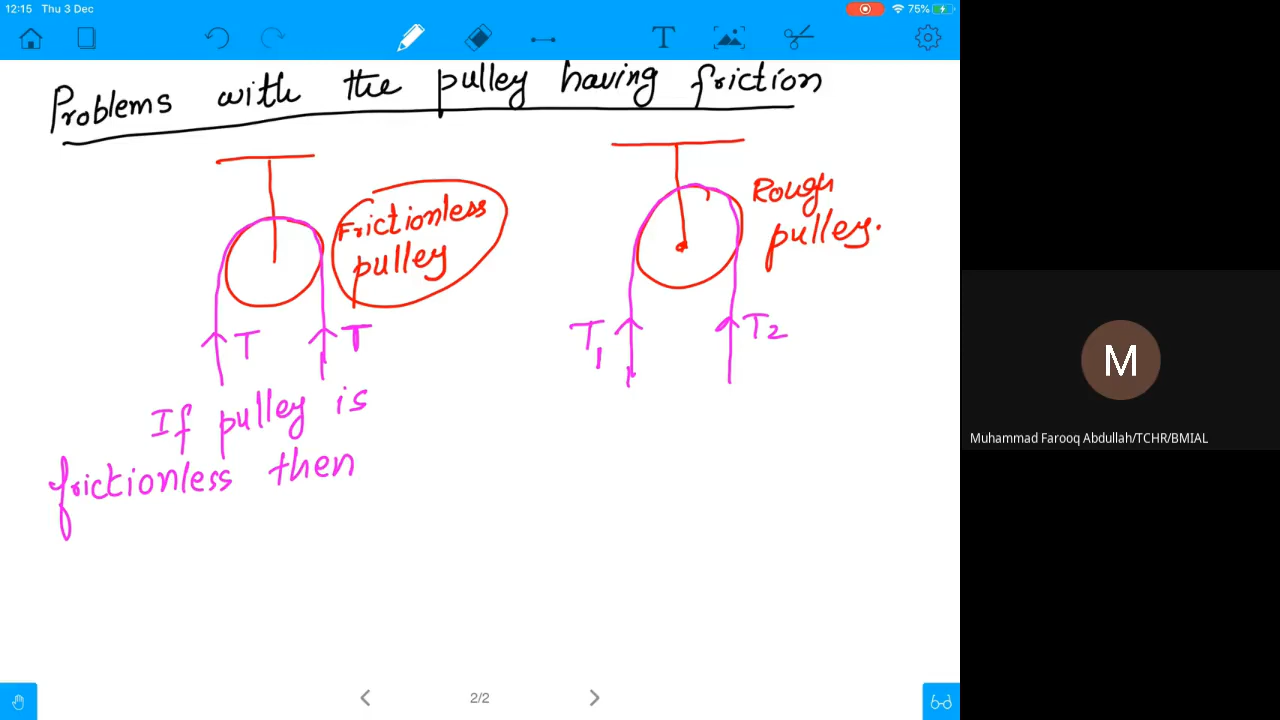 12:15 Thu 3 Dec
75%
T
Problems with the pulley having friction
Frictionless
pulley
Rough
pulley.
T T
T1 T2
If pulley is
frictionless then
M
Muhammad Farooq Abdullah/TCHR/BMIAL
2/2